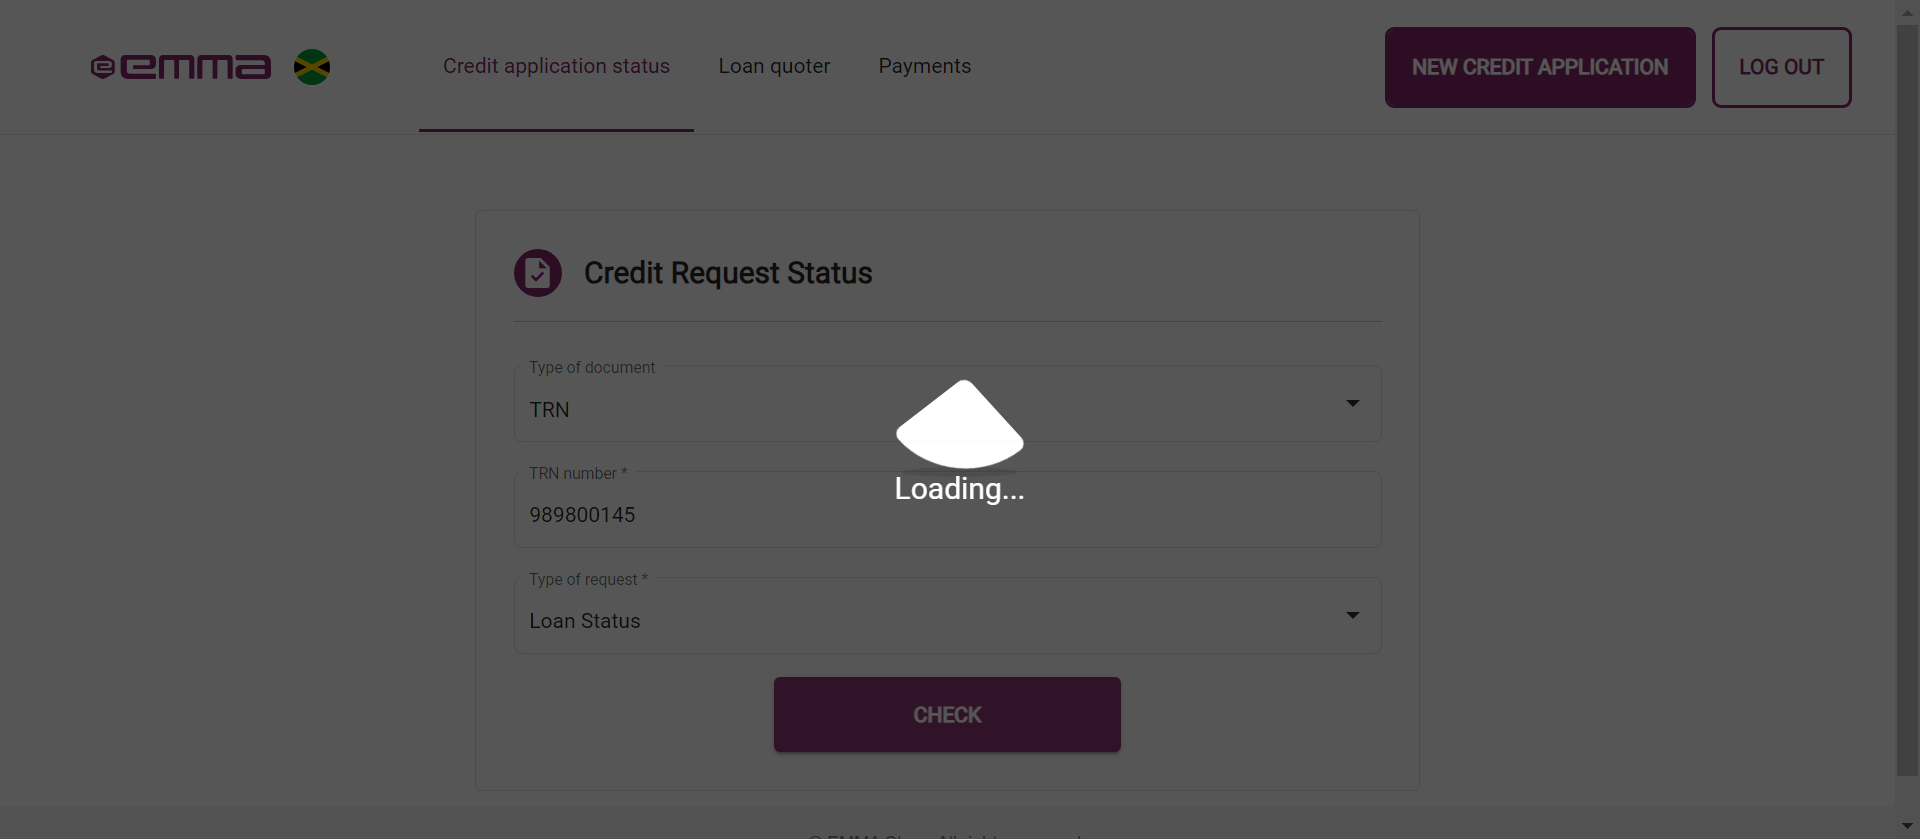 emma
Credit application status
Loan quoter
Payments
NEW CREDIT APPLICATION
LOG OUT
Credit Request Status
Type of document
TRN
TRN number *
989800145
Loading...
Type of request *
Loan Status
CHECK